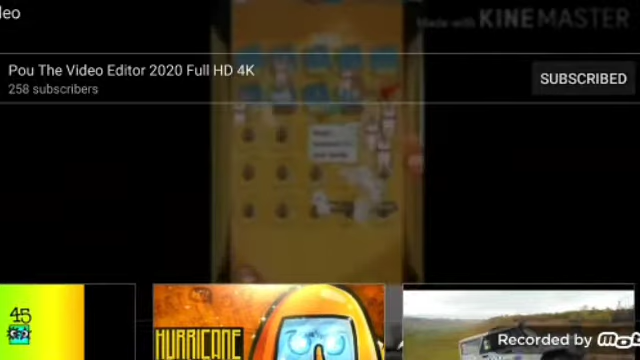 leo
Made with KINEMASTER
Pou The Video Editor 2020 Full HD 4K
258 subscribers
SUBSCRIBED
45
HURRICANE
Recorded by